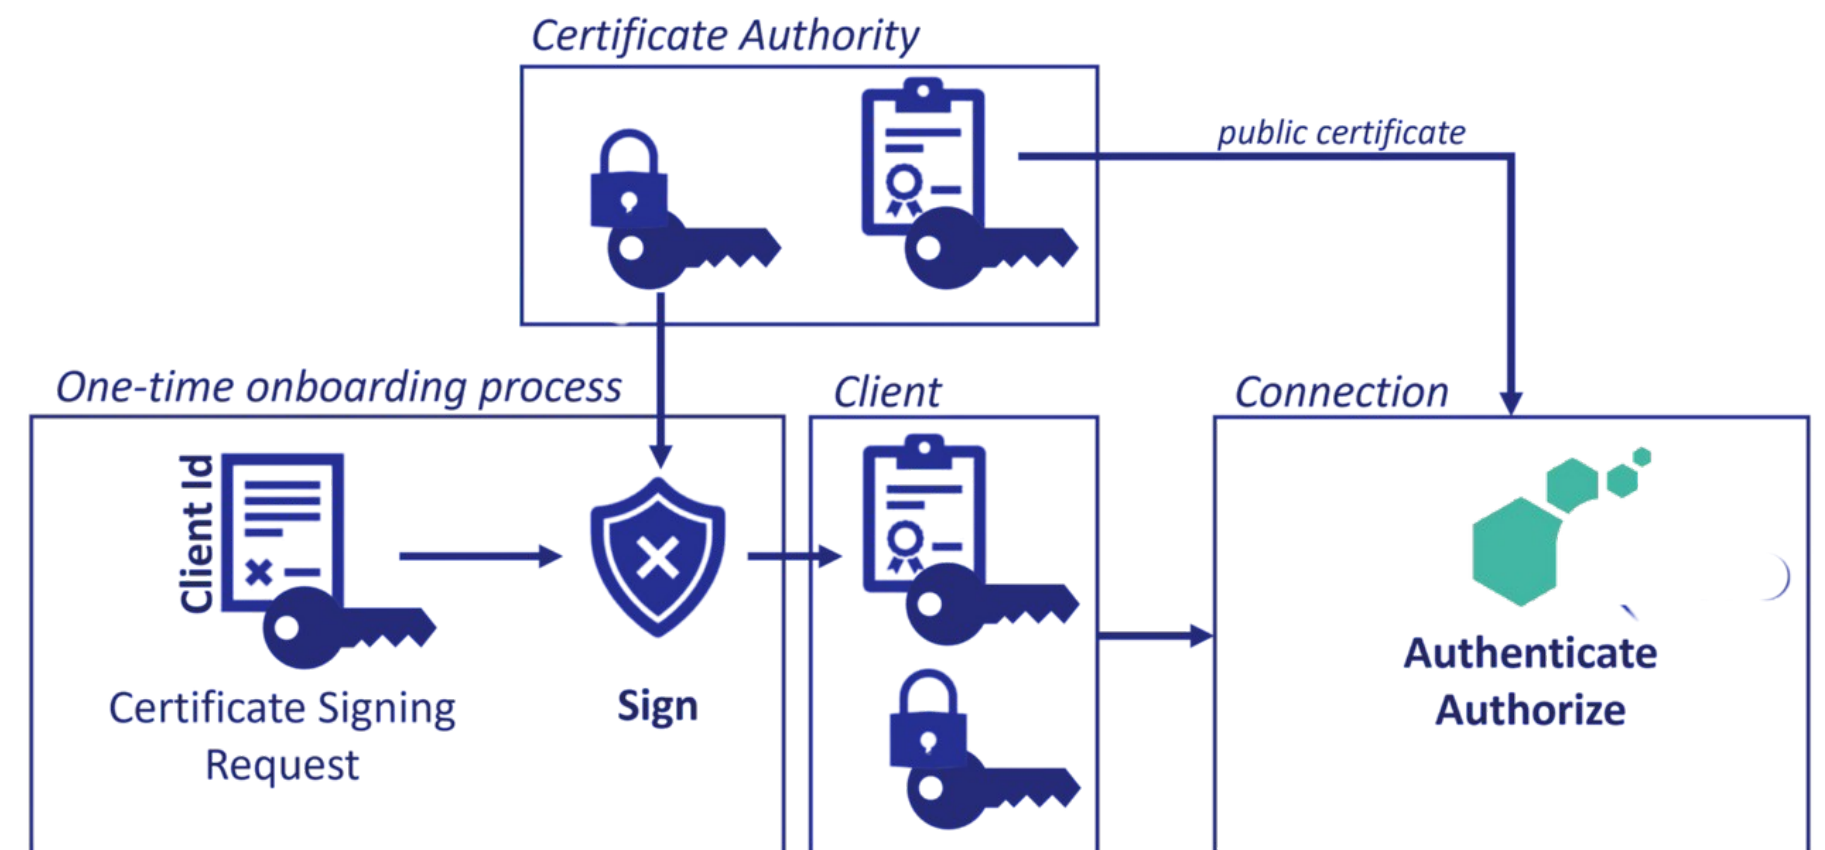 Certificate Authority
public certificate
One-time onboarding process
Client
Connection
Client Id
Certificate Signing
Request
Sign
Authenticate
Authorize